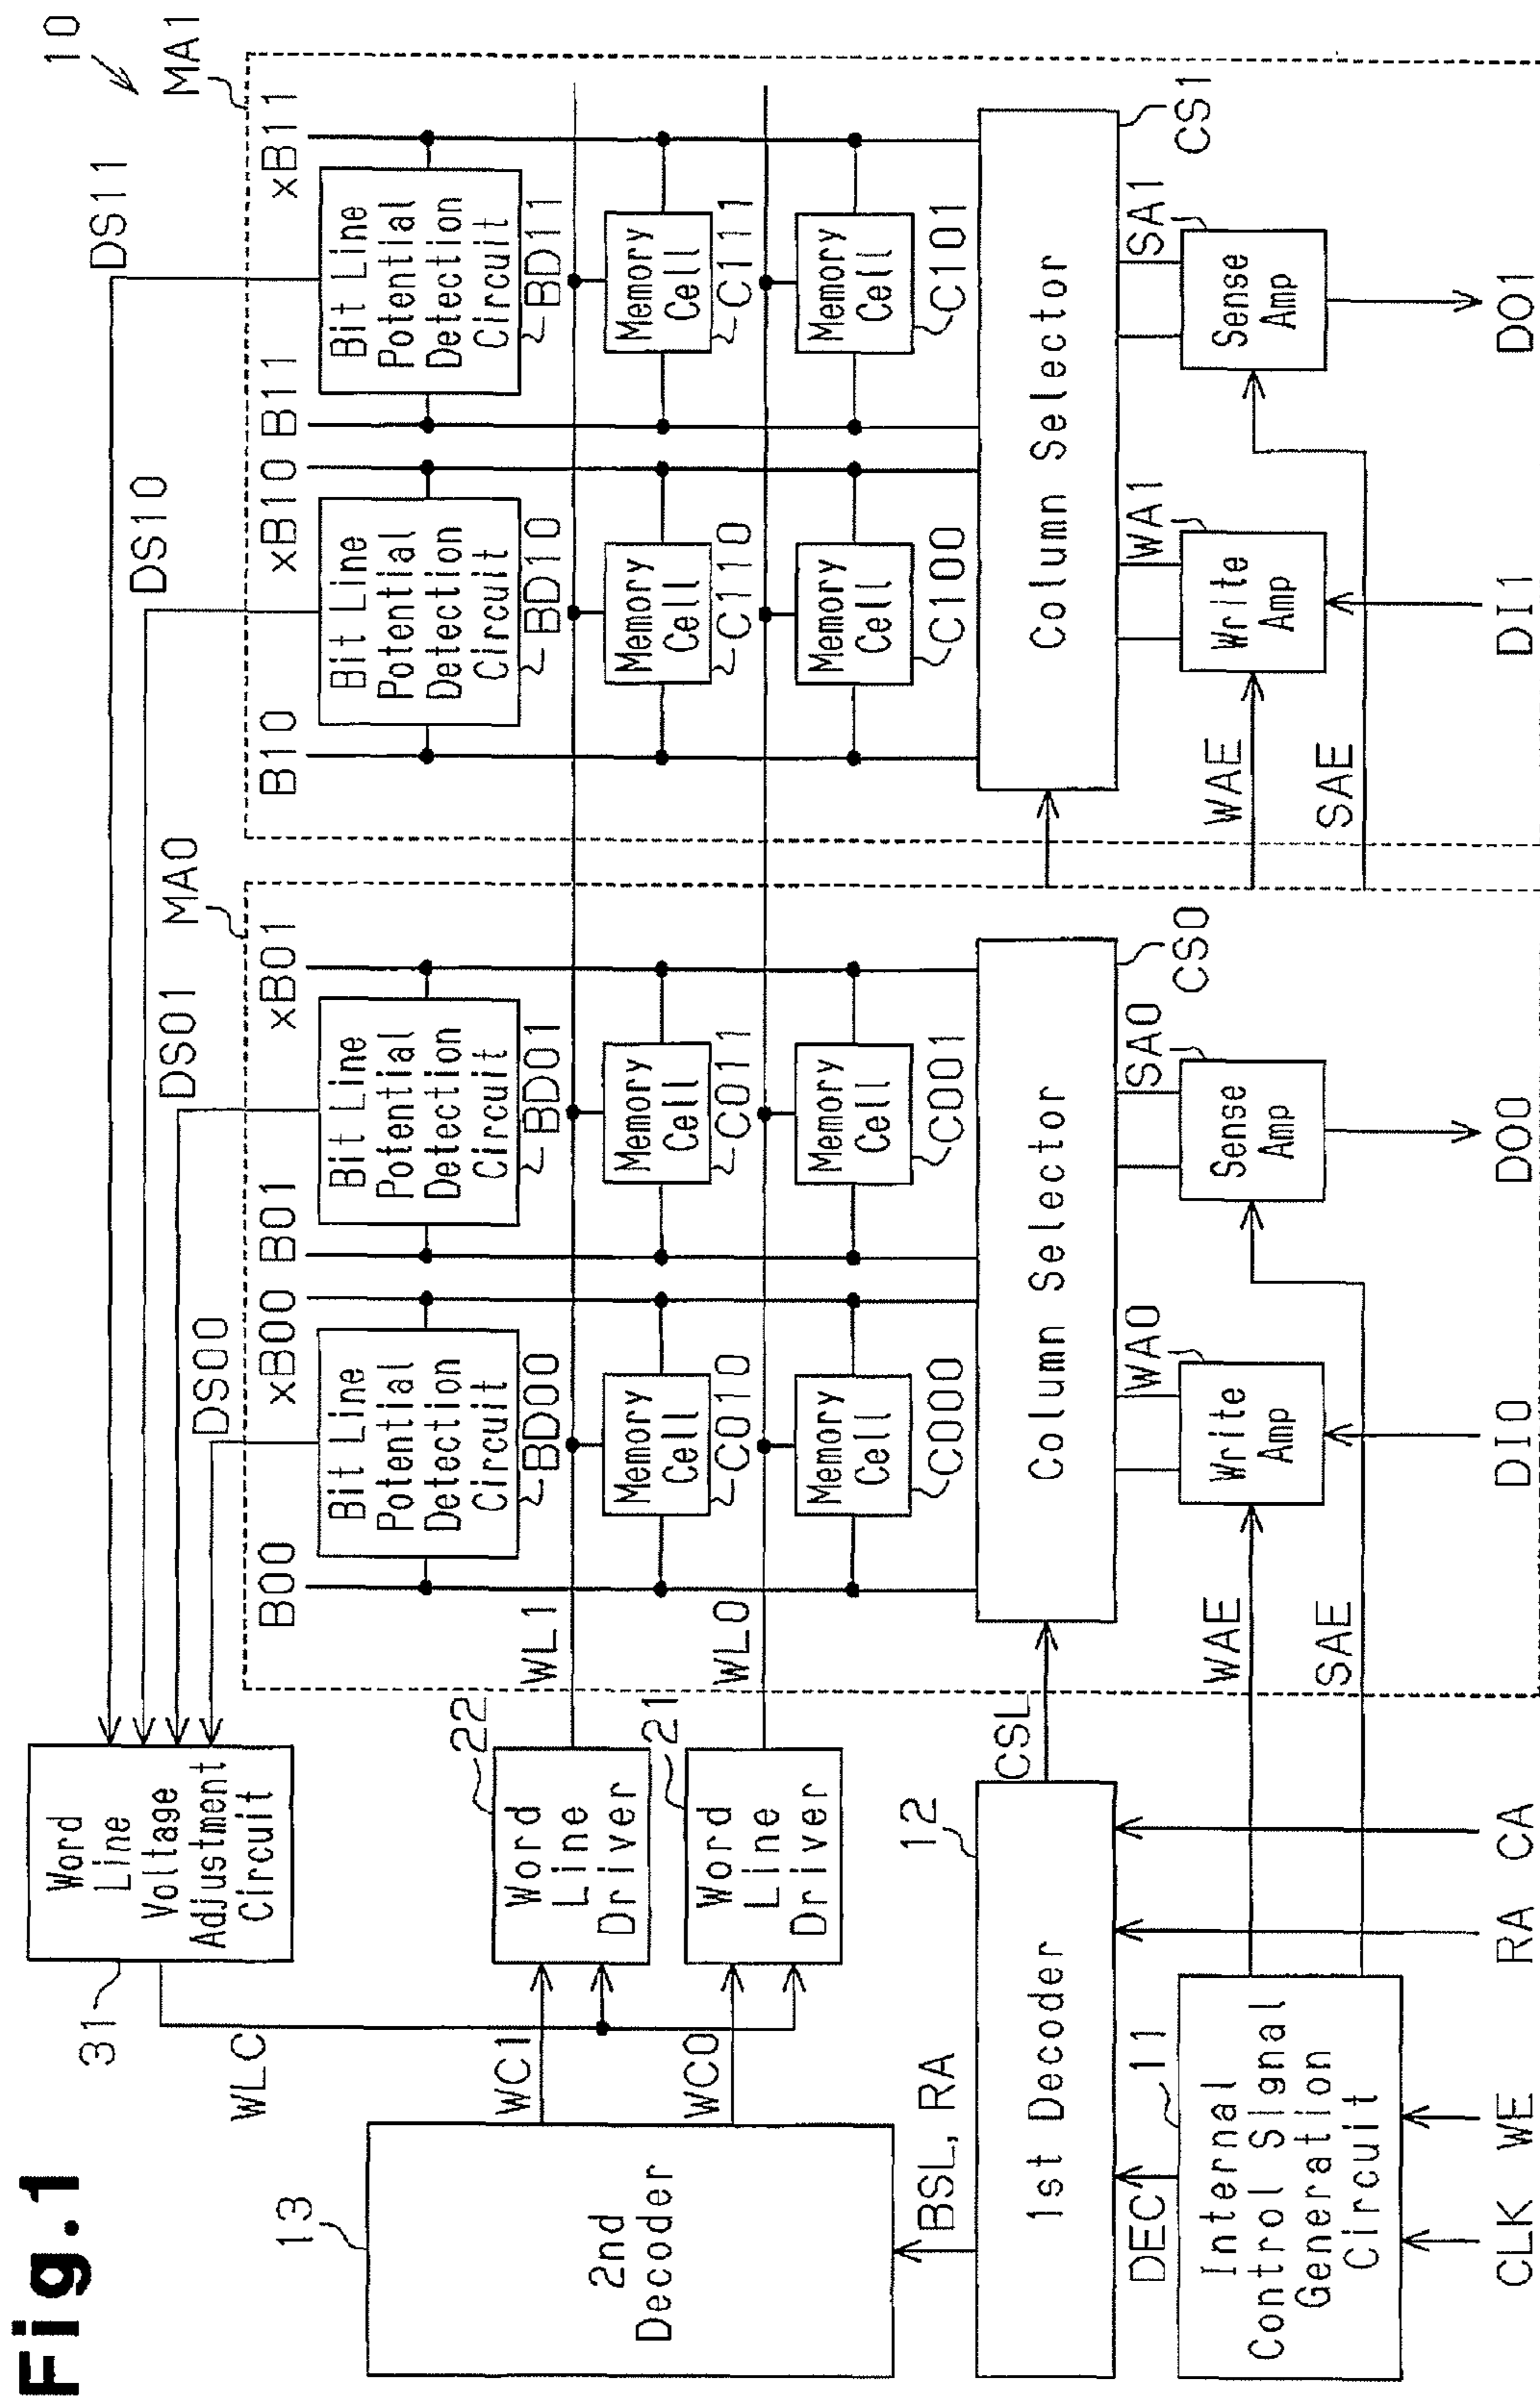 Fig.1
10
MA1
MA0
DS11
DS10
DS01
DS00
31
Word
Line
Voltage
Adjustment
Circuit
WLC
B00
xB00
B01
xB01
B10
xB10
B11
xB11
Bit Line
Potential
Detection
Circuit
BD00
Bit Line
Potential
Detection
Circuit
BD01
Bit Line
Potential
Detection
Circuit
BD10
Bit Line
Potential
Detection
Circuit
BD11
13
2nd
Decoder
WC1
WC0
22
Word
Line
Driver
WL1
21
Word
Line
Driver
WL0
Memory
Cell
C010
Memory
Cell
C011
Memory
Cell
C110
Memory
Cell
C111
Memory
Cell
C000
Memory
Cell
C001
Memory
Cell
C100
Memory
Cell
C101
BSL, RA
12
1st Decoder
CSL
Column Selector
CS0
Column Selector
CS1
DEC
11
Internal
Control Signal
Generation
Circuit
WAE
SAE
WA0
Write
Amp
SA0
Sense
Amp
WAE
SAE
WA1
Write
Amp
SA1
Sense
Amp
CLK
WE
RA
CA
DI0
DO0
DI1
DO1